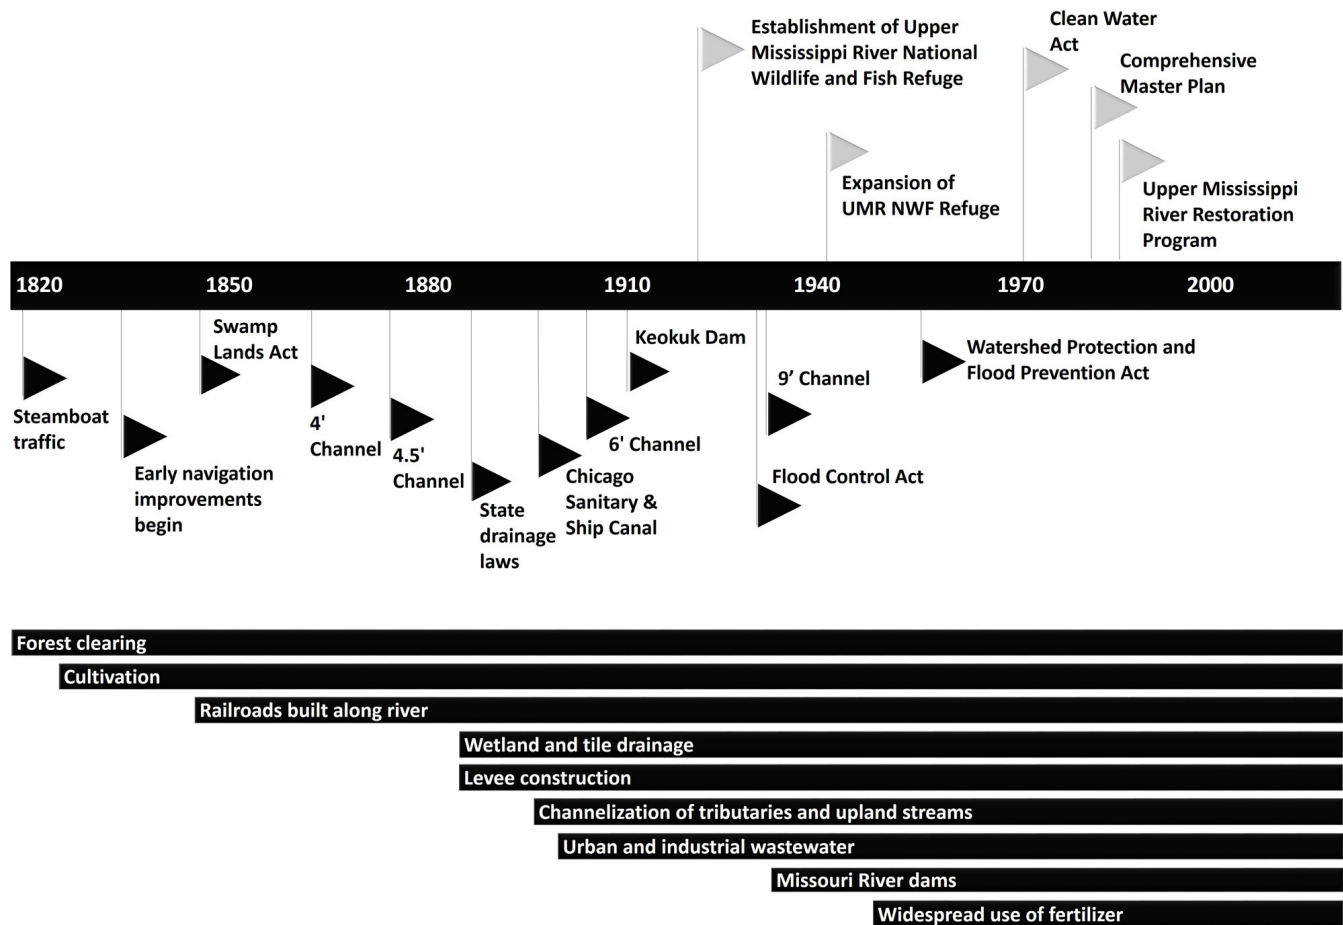 Establishment of Upper
Mississippi River National
Wildlife and Fish Refuge
Clean Water
Act
Comprehensive
Master Plan
Expansion of
UMR NWF Refuge
Upper Mississippi
River Restoration
Program
1820 1850 1880 1910 1940 1970 2000
Steamboat
traffic
Early navigation
improvements
begin
Swamp
Lands Act
4'
Channel
4.5'
Channel
State
drainage
laws
Chicago
Sanitary &
Ship Canal
6' Channel
Keokuk Dam
9’ Channel
Flood Control Act
Watershed Protection and
Flood Prevention Act
Forest clearing
Cultivation
Railroads built along river
Wetland and tile drainage
Levee construction
Channelization of tributaries and upland streams
Urban and industrial wastewater
Missouri River dams
Widespread use of fertilizer